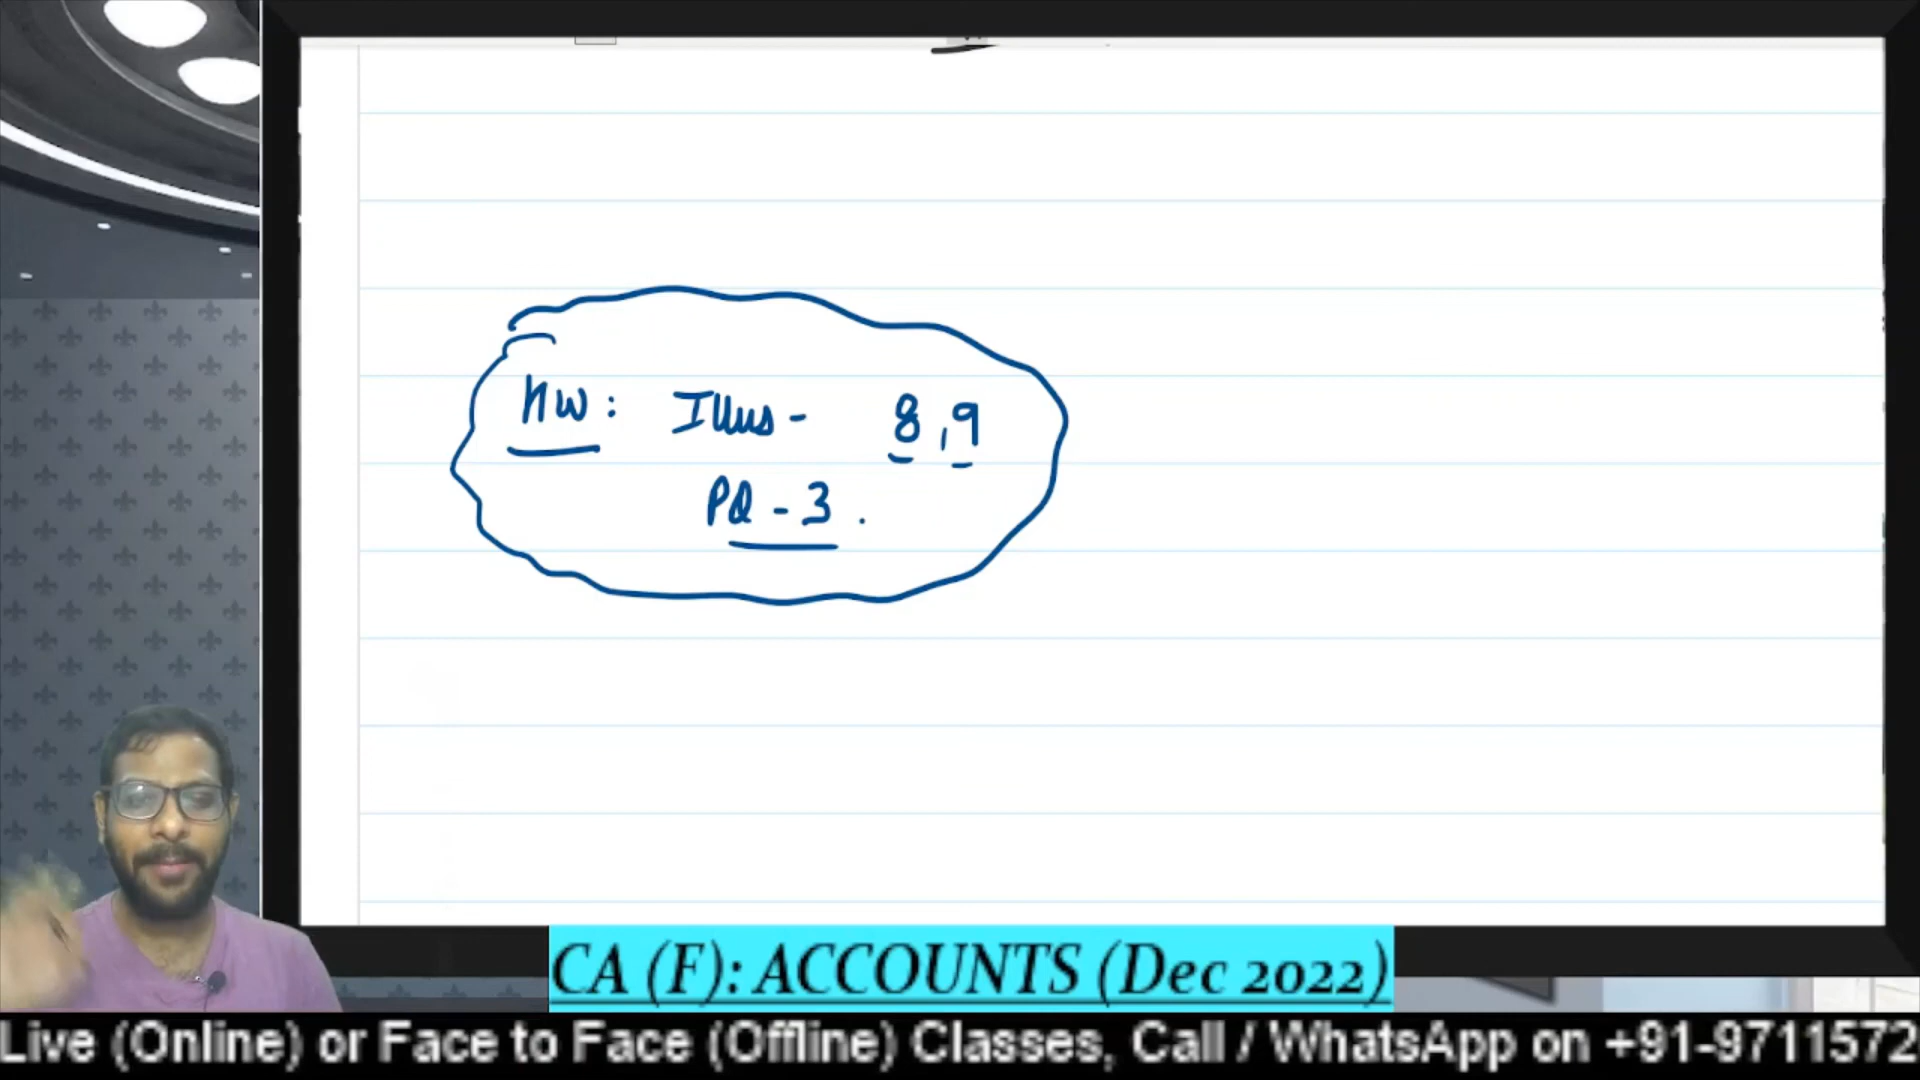 HW: Illus - 8, 9
PQ - 3.
CA (F): ACCOUNTS (Dec 2022)
Live (Online) or Face to Face (Offline) Classes, Call / WhatsApp on +91-9711572